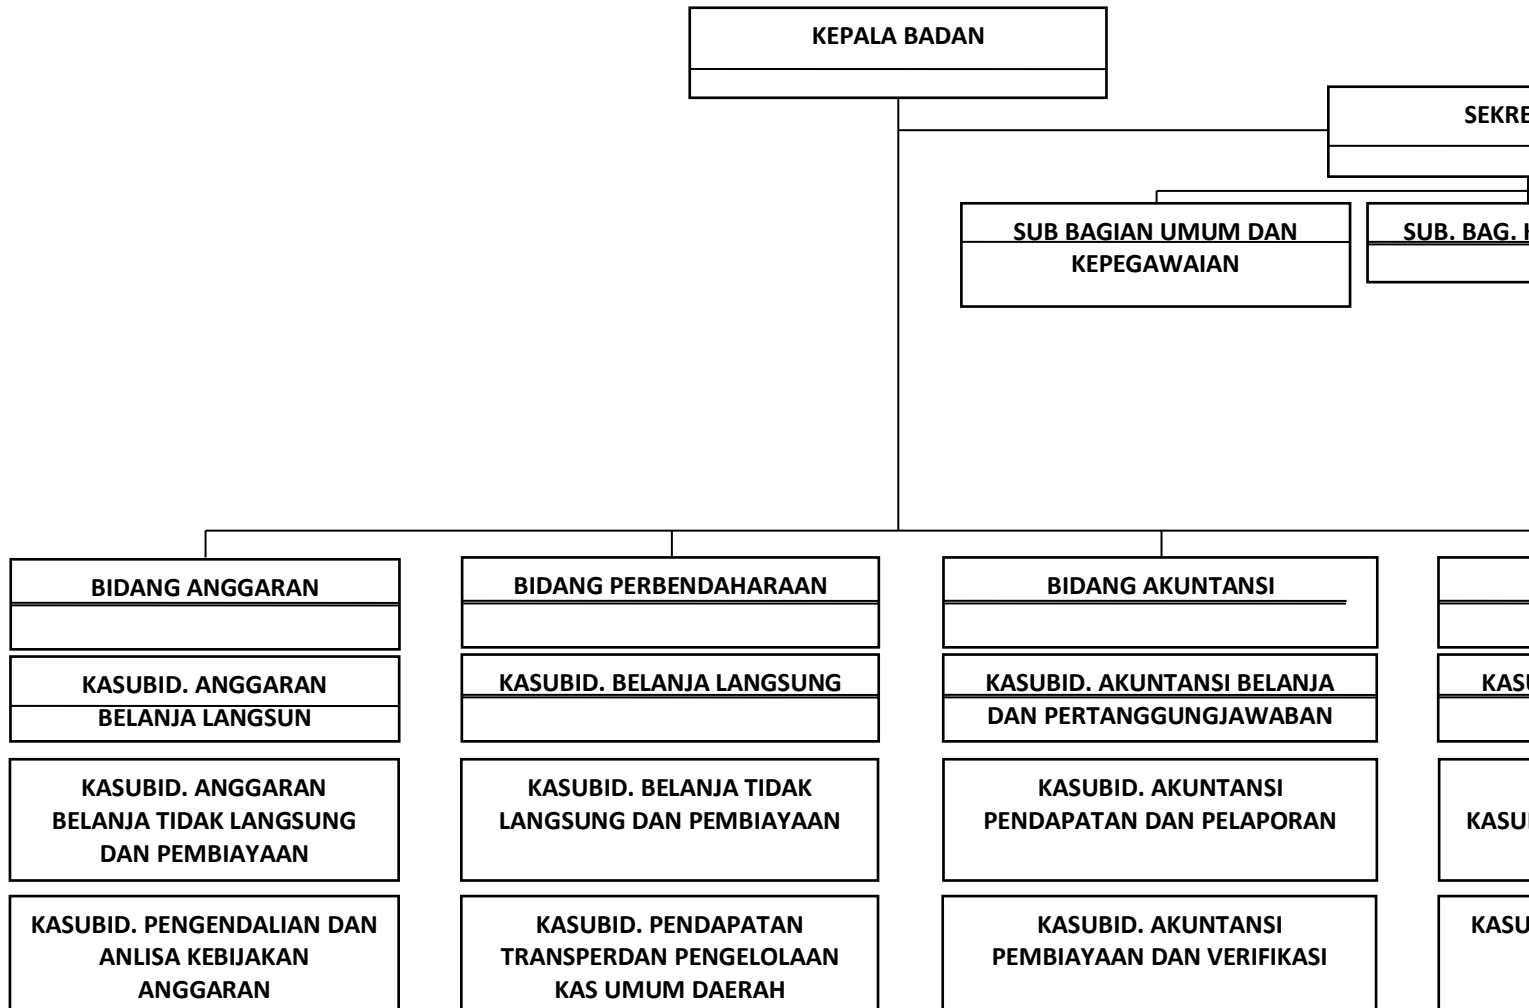 KEPALA BADAN
SUB BAGIAN UMUM DAN
KEPEGAWAIAN
SUB. BAG.
BIDANG ANGGARAN
KASUBID. ANGGARAN
BELANJA LANGSUN
KASUBID. ANGGARAN
BELANJA TIDAK LANGSUNG
DAN PEMBIAYAAN
KASUBID. PENGENDALIAN DAN
ANLISA KEBIJAKAN
ANGGARAN
BIDANG PERBENDAHARAAN
KASUBID. BELANJA LANGSUNG
KASUBID. BELANJA TIDAK
LANGSUNG DAN PEMBIAYAAN
KASUBID. PENDAPATAN
TRANSPERDAN PENGELOLAAN
KAS UMUM DAERAH
BIDANG AKUNTANSI
KASUBID. AKUNTANSI BELANJA
DAN PERTANGGUNGJAWABAN
KASUBID. AKUNTANSI
PENDAPATAN DAN PELAPORAN
KASUBID. AKUNTANSI
PEMBIAYAAN DAN VERIFIKASI